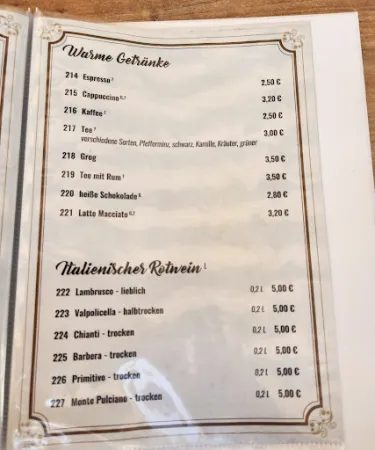 Warme Getränke
214 Espresso 2,50 €
215 Cappuccino 3,20 €
216 Kaffee 2,50 €
217 Tee 3,00 €
verschiedene Sorten, Pfefferminz, schwarz, Kamille, Kräuter, grüner
218 Grog 3,50 €
219 Tee mit Rum 3,50 €
220 heiße Schokolade 2,80 €
221 Latte Macciato 3,20 €
Italienischer Rotwein
222 Lambrusco - lieblich 0,2 L 5,00 €
223 Valpolicella - halbtrocken 0,2 L 5,00 €
224 Chianti - trocken 0,2 L 5,00 €
225 Barbera - trocken 0,2 L 5,00 €
226 Primitivo - trocken 0,2 L 5,00 €
227 Monte Pulciano - trocken 0,2 L 5,00 €